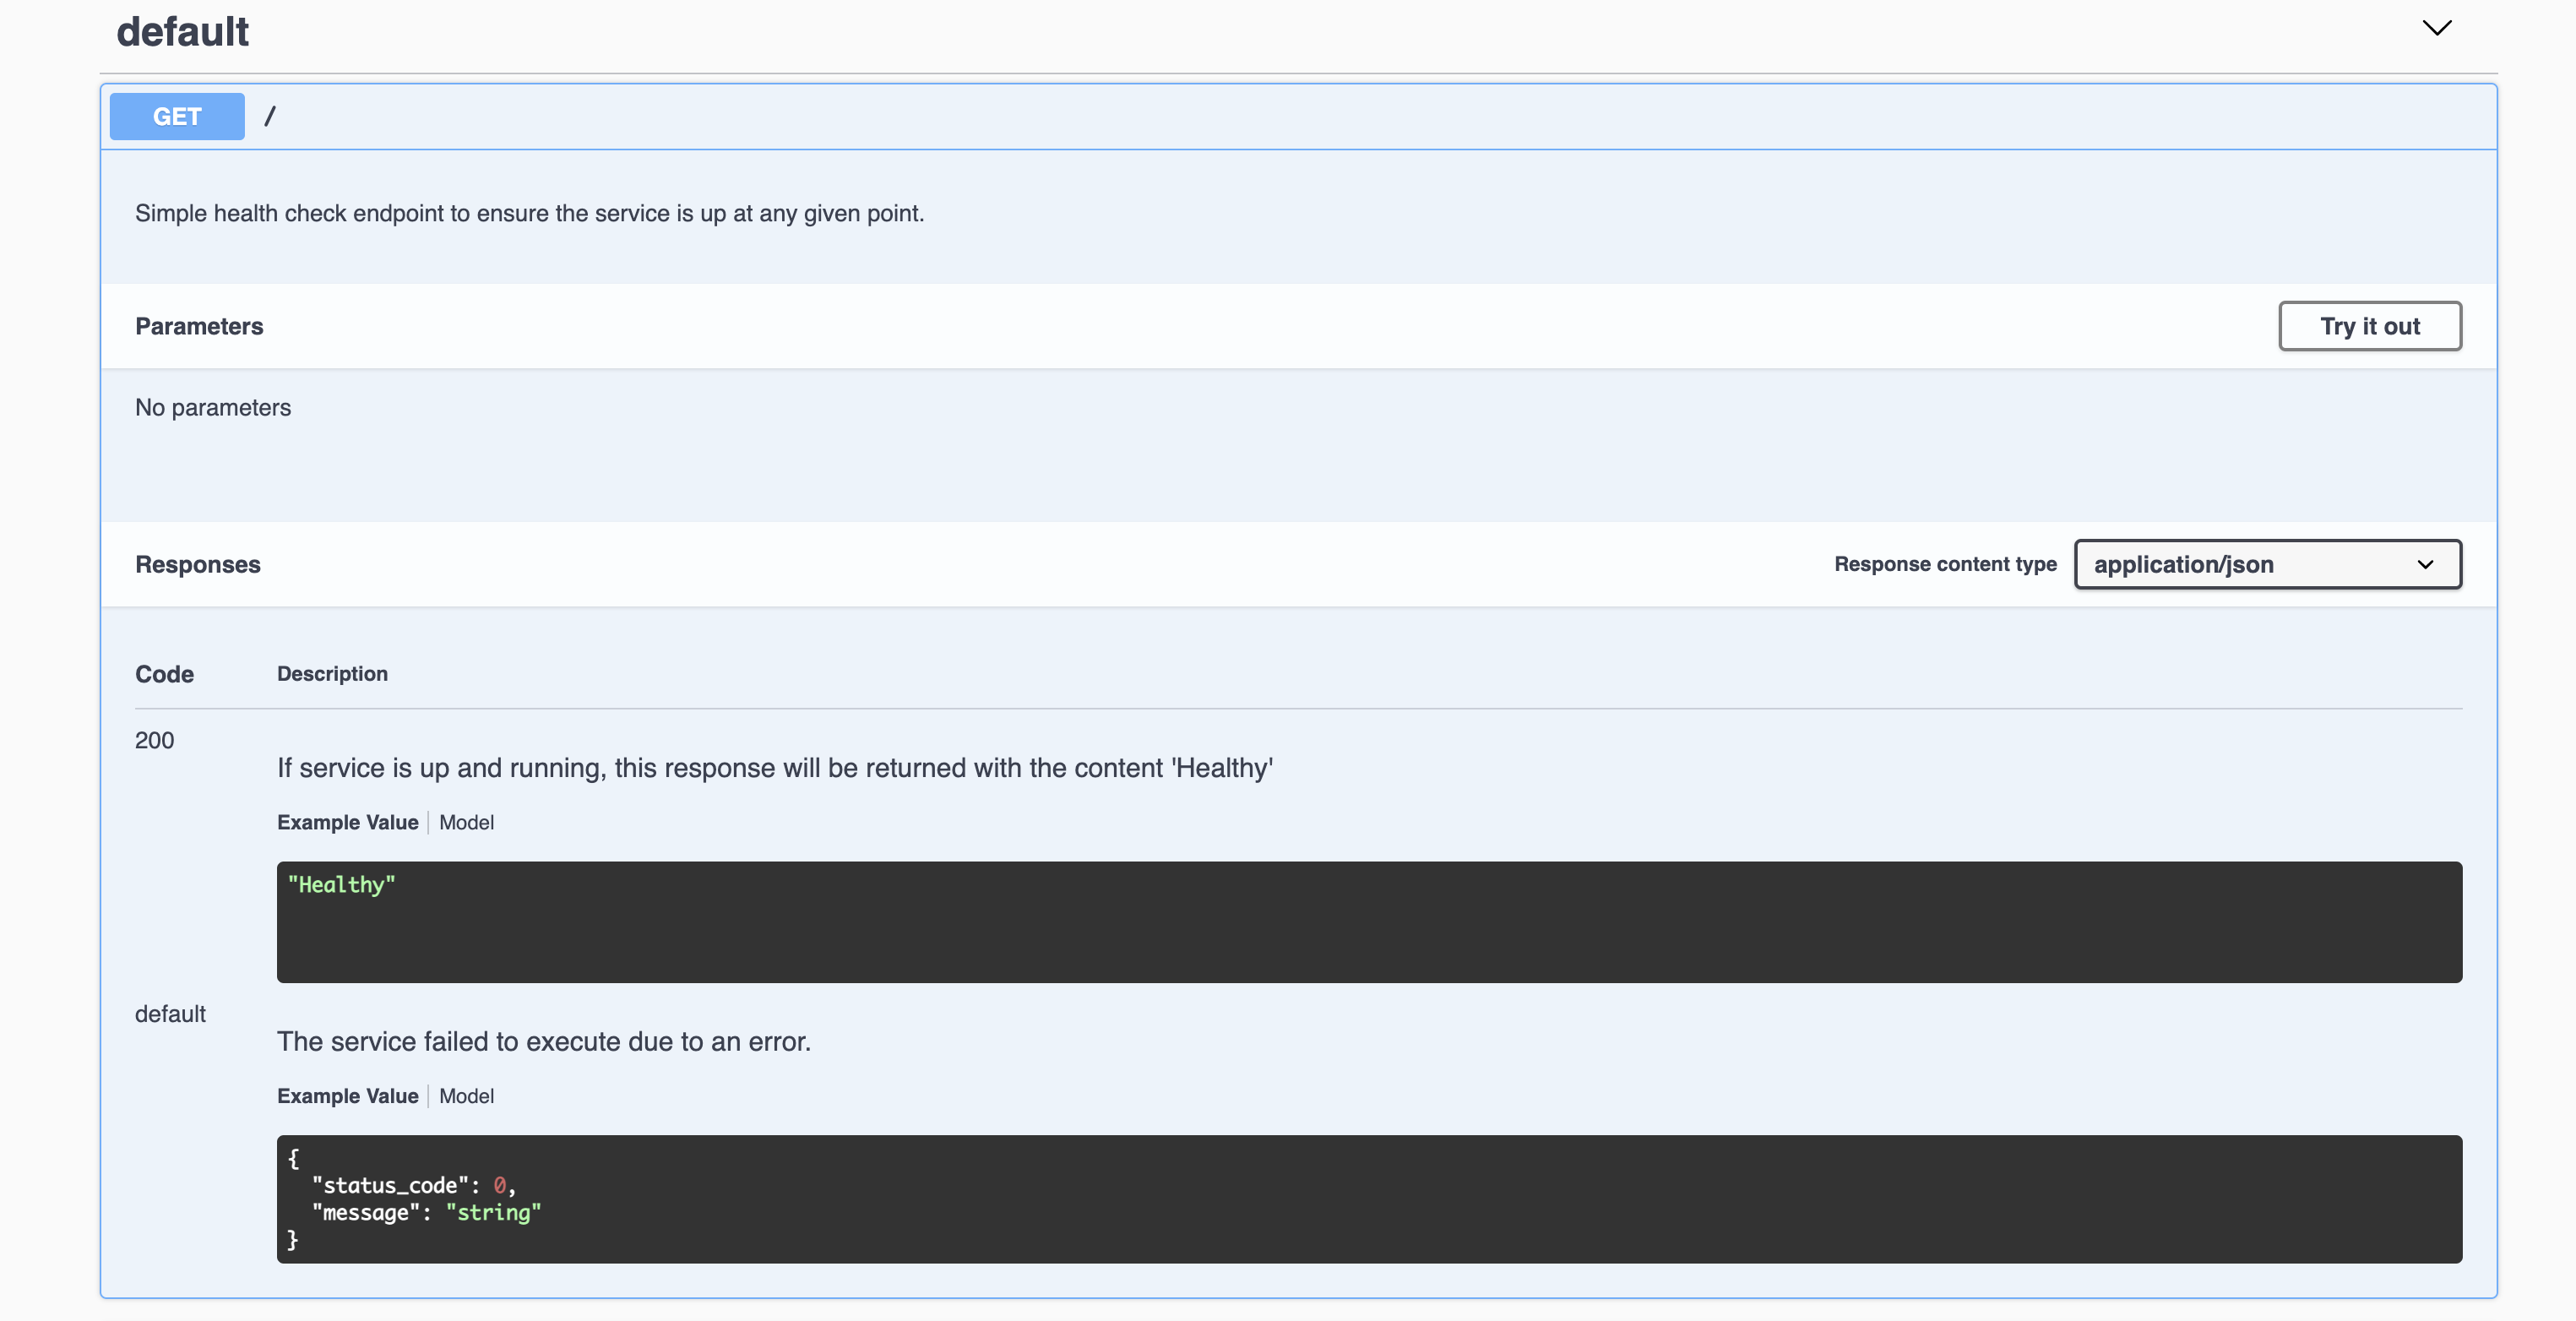 default
GET /
Simple health check endpoint to ensure the service is up at any given point.
Parameters
Try it out
No parameters
Responses
Response content type
application/json
Code Description
200
If service is up and running, this response will be returned with the content 'Healthy'
Example Value Model
"Healthy"
default
The service failed to execute due to an error.
Example Value Model
{
"status_code": 0,
"message": "string"
}